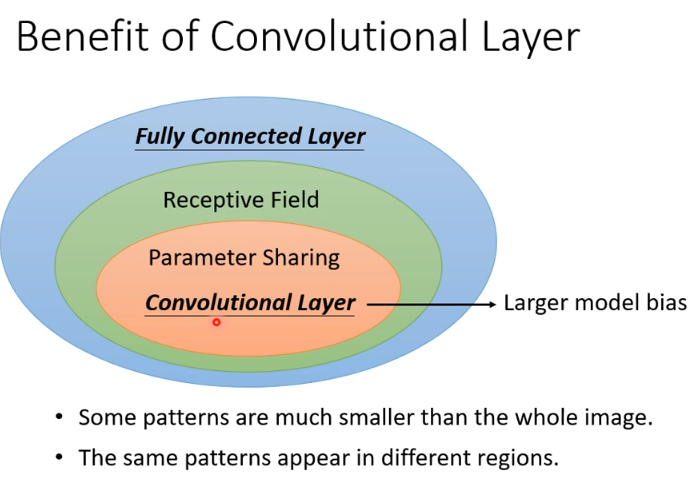 Benefit of Convolutional Layer
Fully Connected Layer
Receptive Field
Parameter Sharing
Convolutional Layer
Larger model bias
• Some patterns are much smaller than the whole image.
• The same patterns appear in different regions.